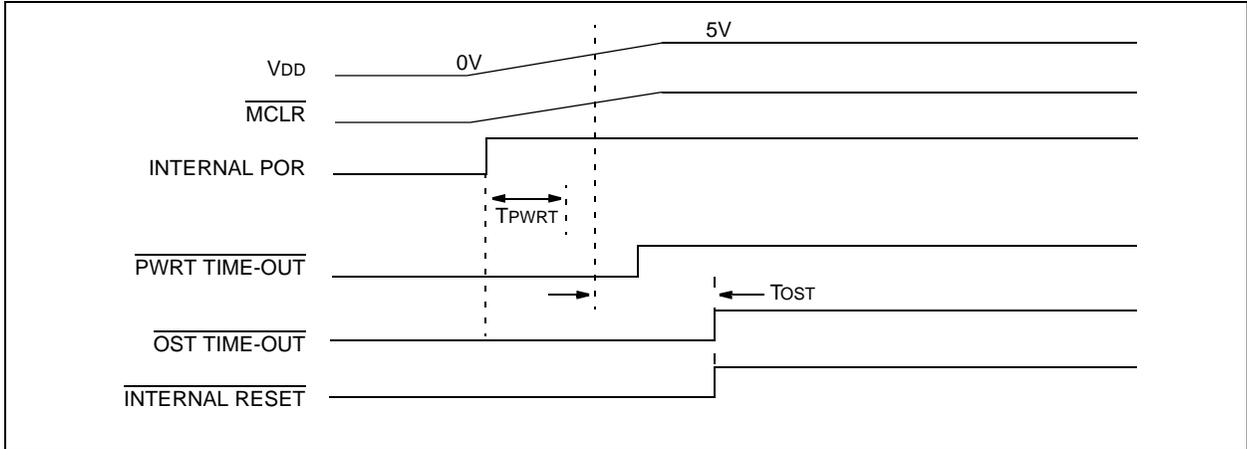 5V
VDD 0V
MCLR
INTERNAL POR
TPWRT
PWRT TIME-OUT
TOST
OST TIME-OUT
INTERNAL RESET